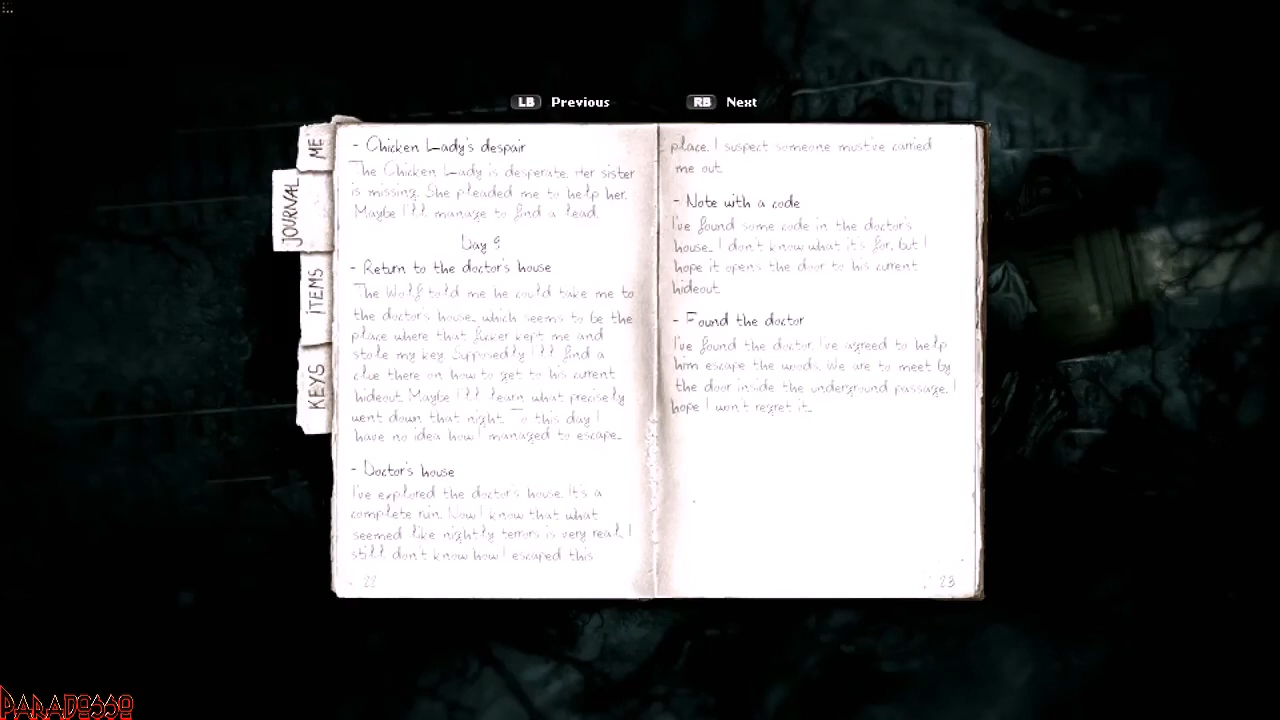 LB Previous
RB Next
ME
JOURNAL
ITEMS
KEYS
- Chicken Lady's despair
The Chicken Lady is desperate. Her sister
is missing. She pleaded me to help her.
Maybe I'll manage to find a lead.
Day 9
- Return to the doctor's house
The Wolf told me he could take me to
the doctor's house, which seems to be the
place where that fucker kept me and
stole my key. Supposedly I'll find a
clue there on how to get to his current
hideout. Maybe I'll learn what precisely
went down that night. To this day I
have no idea how I managed to escape...
- Doctor's house
I've explored the doctor's house. It's a
complete ruin. Now I know that what
seemed like nightly terrors is very real. I
still don't know how I escaped this
22
place. I suspect someone must've carried
me out.
- Note with a code
I've found some code in the doctor's
house. I don't know what it's for, but I
hope it opens the door to his current
hideout.
- Found the doctor
I've found the doctor. I've agreed to help
him escape the woods. We are to meet by
the door inside the underground passage. I
hope I won't regret it...
23
PARADOSSO